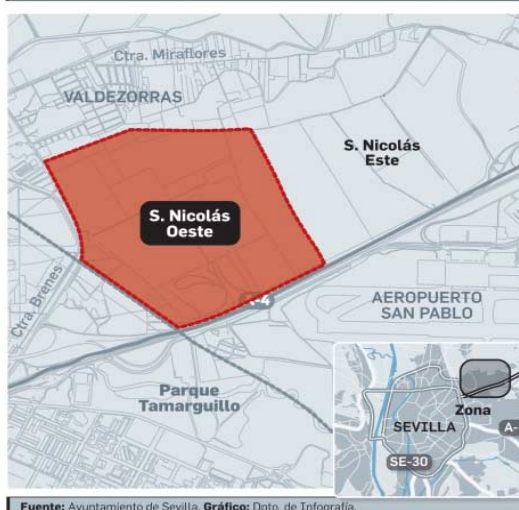 Ctra. Miraflores
VALDEZORRAS
S. Nicolás
Este
S. Nicolás
Oeste
Ctra. Brenes
A-4
AEROPUERTO
SAN PABLO
Parque
Tamarguillo
Zona
SEVILLA
A-
SE-30
Fuente: Ayuntamiento de Sevilla. Gráfico: Dpto. de Infografía.